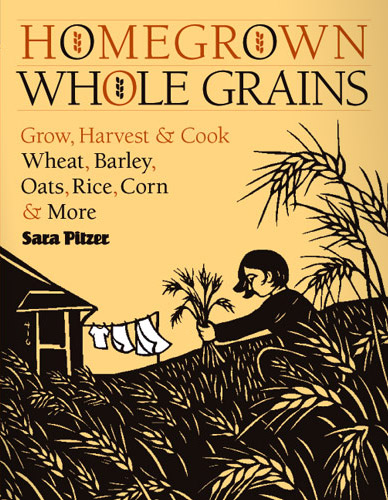 HOMEGROWN
WHOLE GRAINS
Grow, Harvest & Cook
Wheat, Barley,
Oats, Rice, Corn
& More
Sara Pitzer